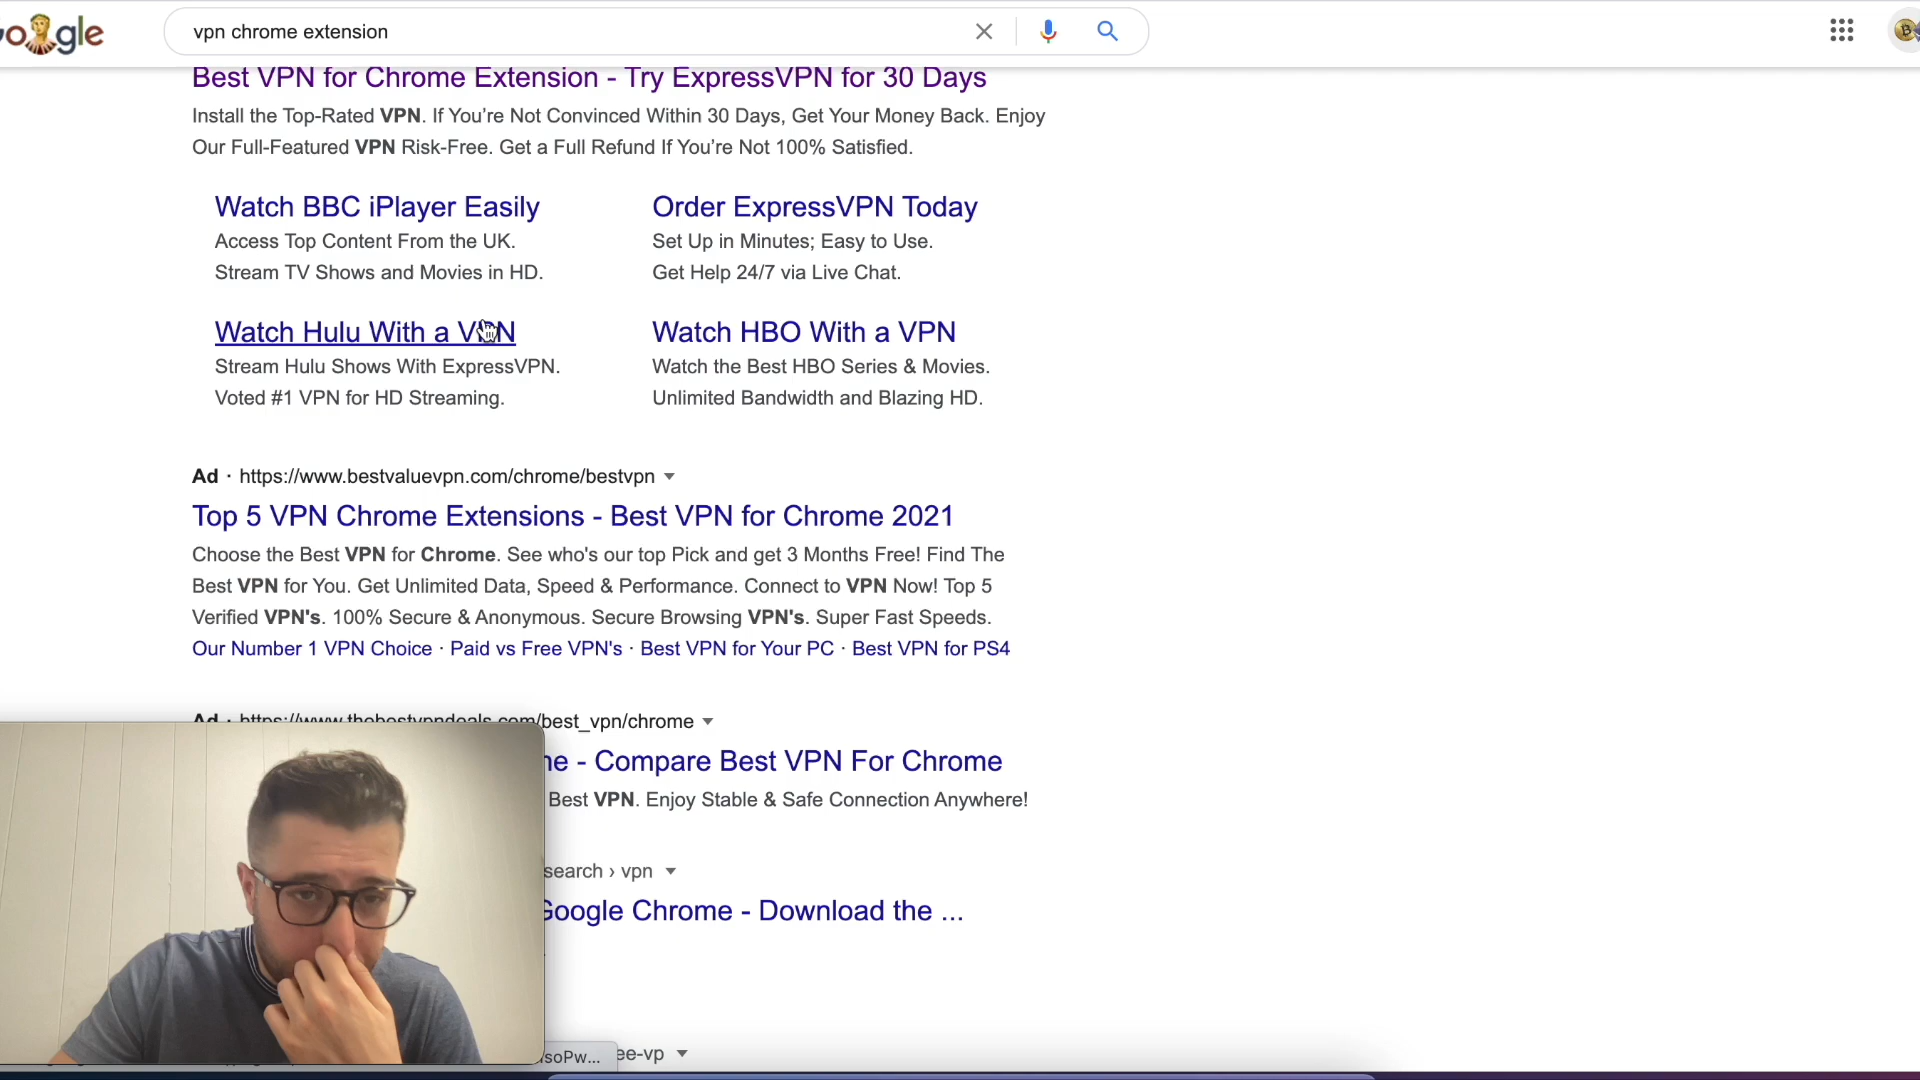 Google
vpn chrome extension
Best VPN for Chrome Extension - Try ExpressVPN for 30 Days
Install the Top-Rated VPN. If You're Not Convinced Within 30 Days, Get Your Money Back. Enjoy
Our Full-Featured VPN Risk-Free. Get a Full Refund If You're Not 100% Satisfied.
Watch BBC iPlayer Easily
Access Top Content From the UK.
Stream TV Shows and Movies in HD.
Order ExpressVPN Today
Set Up in Minutes; Easy to Use.
Get Help 24/7 via Live Chat.
Watch Hulu With a VPN
Stream Hulu Shows With ExpressVPN.
Voted #1 VPN for HD Streaming.
Watch HBO With a VPN
Watch the Best HBO Series & Movies.
Unlimited Bandwidth and Blazing HD.
Ad · https://www.bestvaluevpn.com/chrome/bestvpn
Top 5 VPN Chrome Extensions - Best VPN for Chrome 2021
Choose the Best VPN for Chrome. See who's our top Pick and get 3 Months Free! Find The
Best VPN for You. Get Unlimited Data, Speed & Performance. Connect to VPN Now! Top 5
Verified VPN's. 100% Secure & Anonymous. Secure Browsing VPN's. Super Fast Speeds.
Our Number 1 VPN Choice · Paid vs Free VPN's · Best VPN for Your PC · Best VPN for PS4
Ad · https://www.thebestvpndeals.com/best_vpn/chrome
- Compare Best VPN For Chrome
Best VPN. Enjoy Stable & Safe Connection Anywhere!
search › vpn
Google Chrome - Download the ...
soPw...
ee-vp